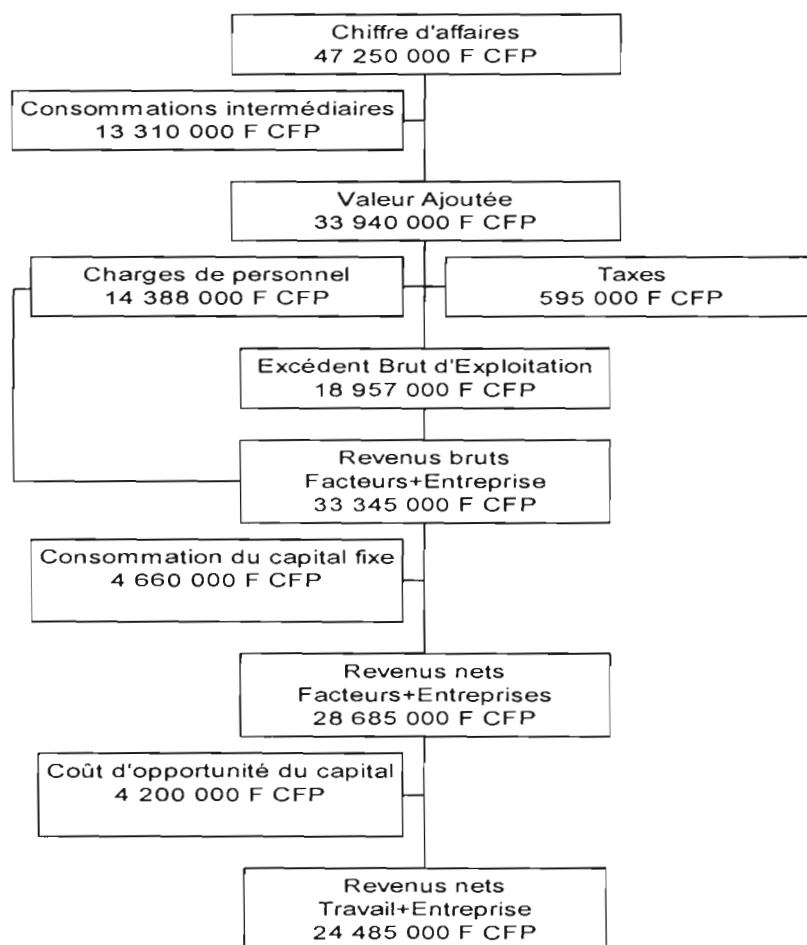 Chiffre d'affaires
47 250 000 F CFP
Consommations intermédiaires
13 310 000 F CFP
Valeur Ajoutée
33 940 000 F CFP
Charges de personnel
14 388 000 F CFP
Taxes
595 000 F CFP
Excédent Brut d'Exploitation
18 957 000 F CFP
Revenus bruts
Facteurs+Entreprise
33 345 000 F CFP
Consommation du capital fixe
4 660 000 F CFP
Revenus nets
Facteurs+Entreprises
28 685 000 F CFP
Coût d'opportunité du capital
4 200 000 F CFP
Revenus nets
Travail+Entreprise
24 485 000 F CFP